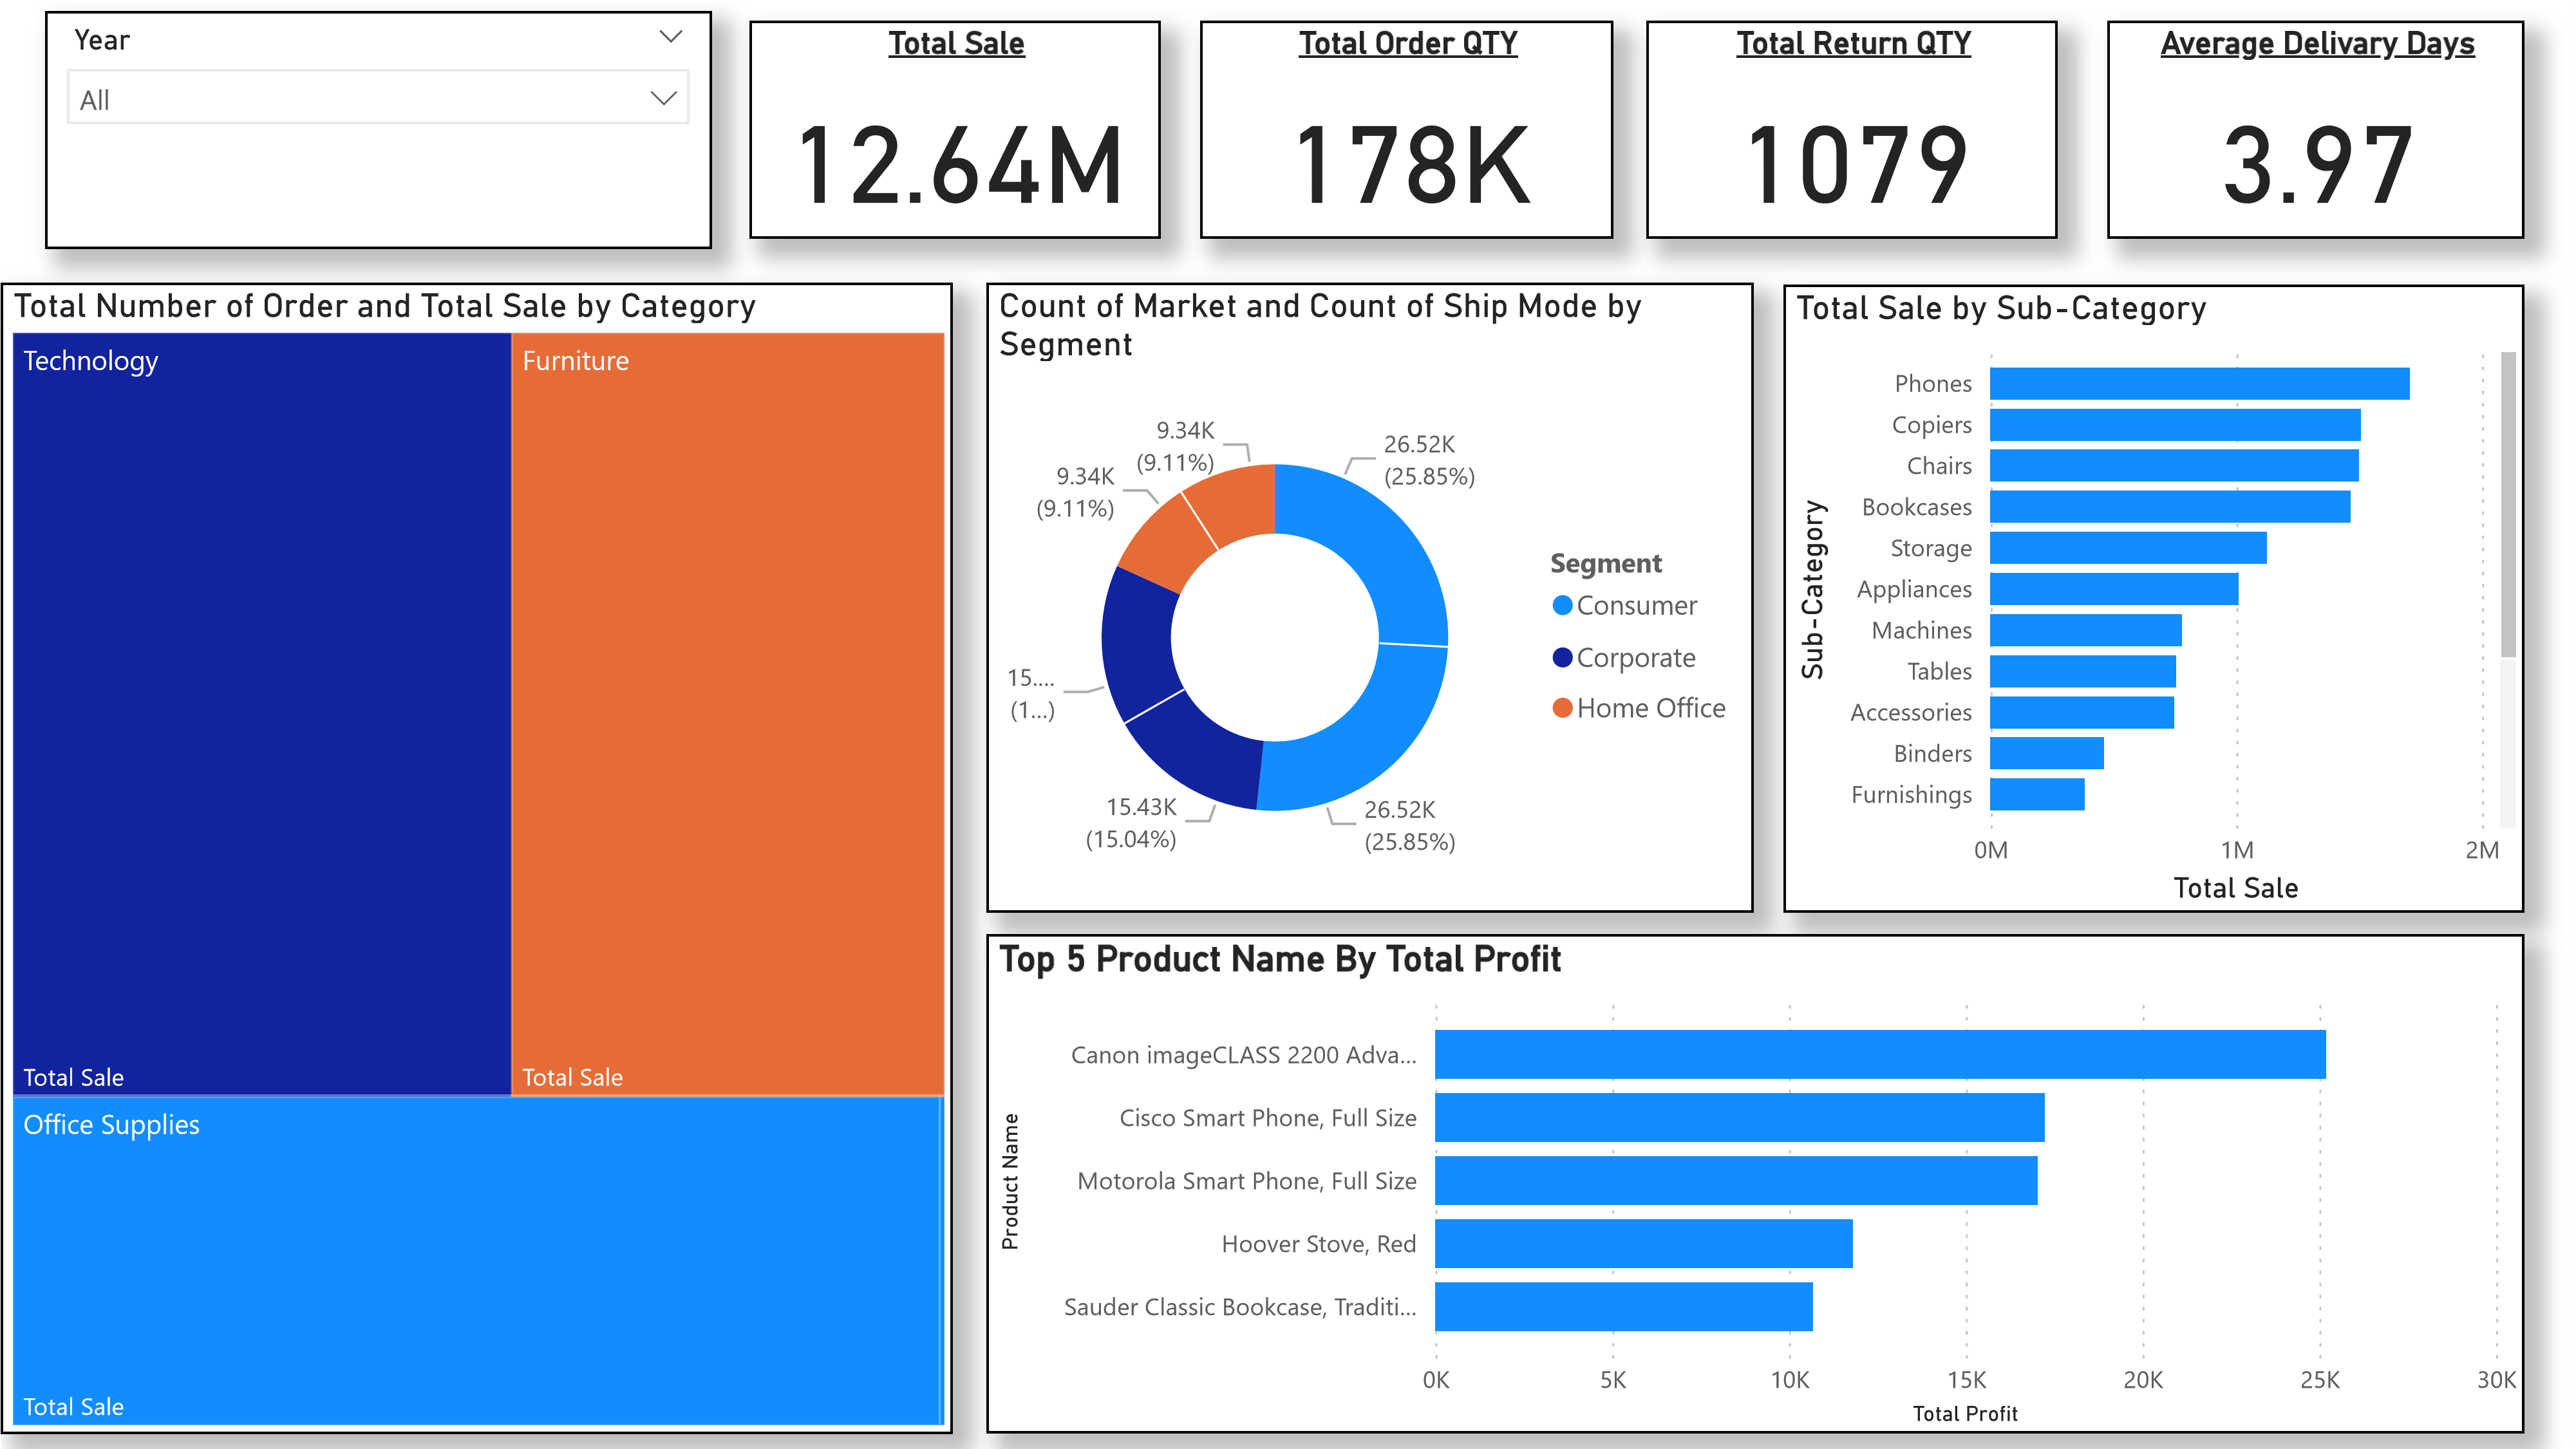 Year
All
Total Sale
12.64M
Total Order QTY
178K
Total Return QTY
1079
Average Delivary Days
3.97
Total Number of Order and Total Sale by Category
Technology
Total Sale
Furniture
Total Sale
Office Supplies
Total Sale
Count of Market and Count of Ship Mode by
Segment
26.52K
(25.85%)
26.52K
(25.85%)
15.43K
(15.04%)
15....
(1...)
9.34K
(9.11%)
9.34K
(9.11%)
Segment
Consumer
Corporate
Home Office
Total Sale by Sub-Category
Sub-Category
Phones
Copiers
Chairs
Bookcases
Storage
Appliances
Machines
Tables
Accessories
Binders
Furnishings
0M
1M
2M
Total Sale
Top 5 Product Name By Total Profit
Product Name
Canon imageCLASS 2200 Adva...
Cisco Smart Phone, Full Size
Motorola Smart Phone, Full Size
Hoover Stove, Red
Sauder Classic Bookcase, Traditi...
0K
5K
10K
15K
20K
25K
30K
Total Profit